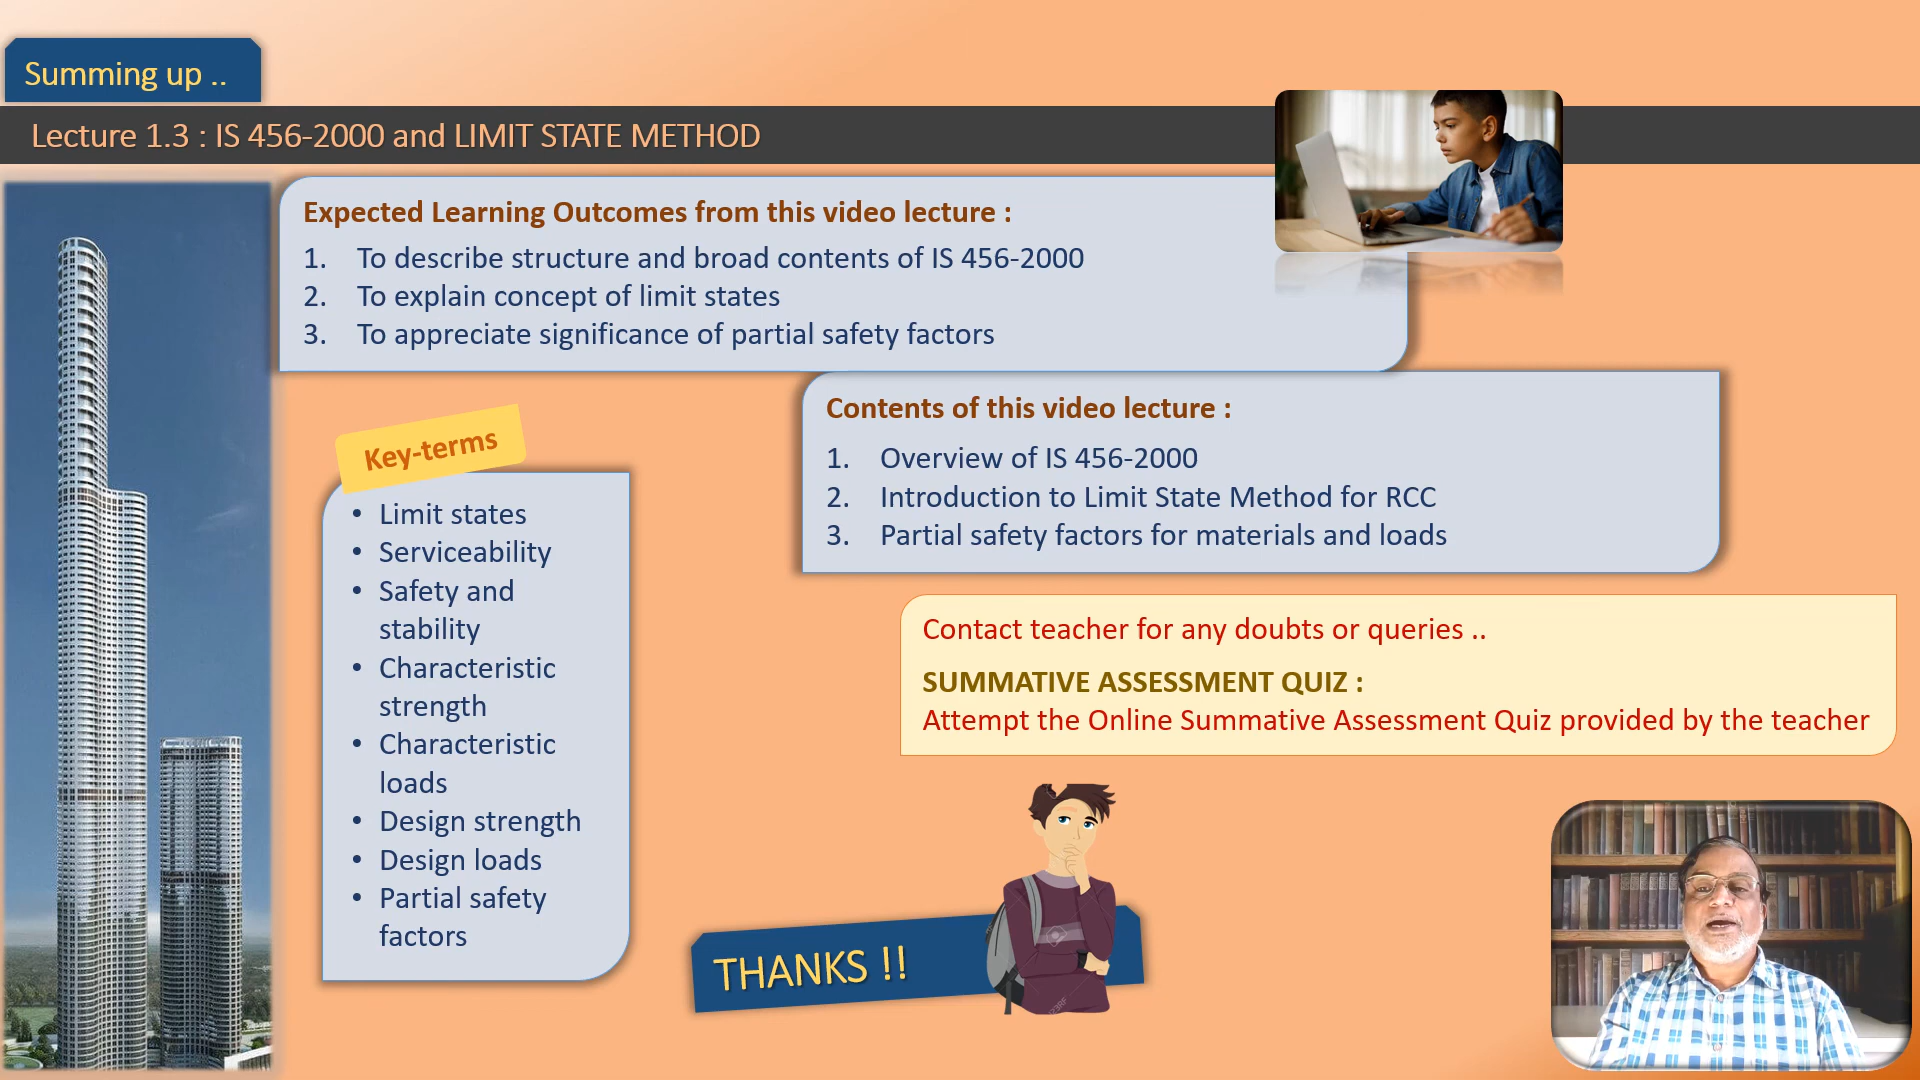 Summing up ..
Lecture 1.3 : IS 456-2000 and LIMIT STATE METHOD
Expected Learning Outcomes from this video lecture :
1. To describe structure and broad contents of IS 456-2000
2. To explain concept of limit states
3. To appreciate significance of partial safety factors
Contents of this video lecture :
1. Overview of IS 456-2000
2. Introduction to Limit State Method for RCC
3. Partial safety factors for materials and loads
Key-terms
• Limit states
• Serviceability
• Safety and
stability
• Characteristic
strength
• Characteristic
loads
• Design strength
• Design loads
• Partial safety
factors
Contact teacher for any doubts or queries ..
SUMMATIVE ASSESSMENT QUIZ :
Attempt the Online Summative Assessment Quiz provided by the teacher
THANKS !!